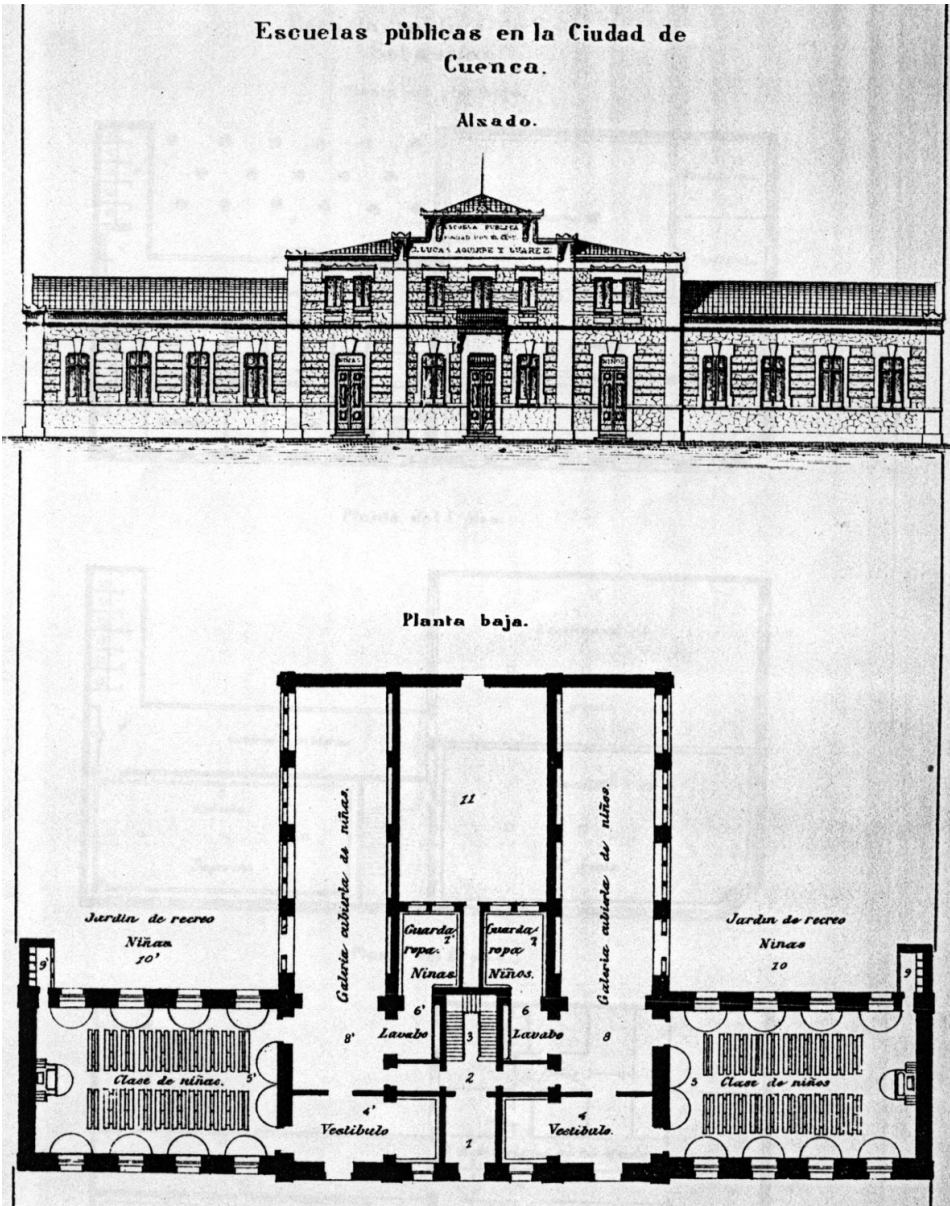 Escuelas públicas en la Ciudad de
Cuenca.
Alzado.
ESCUELA PUBLICA
D. LUCAS AGUIRRE Y JUAREZ
NIÑAS
NIÑOS
Planta baja.
Galeria cubierta de niñas.
11
Galeria cubierta de niños.
Jardin de recreo
Niñas
10'
Guarda
ropa. 7'
Ninas
Guarda
ropa 7
Niños.
Jardin de recreo
Ninas
10
9'
9
6'
Lavabo
6
Lavabo
8'
3
8
2
Clase de niñas. 5'
5 Clase de niños
4'
Vestibulo
1
4
Vestibulo.